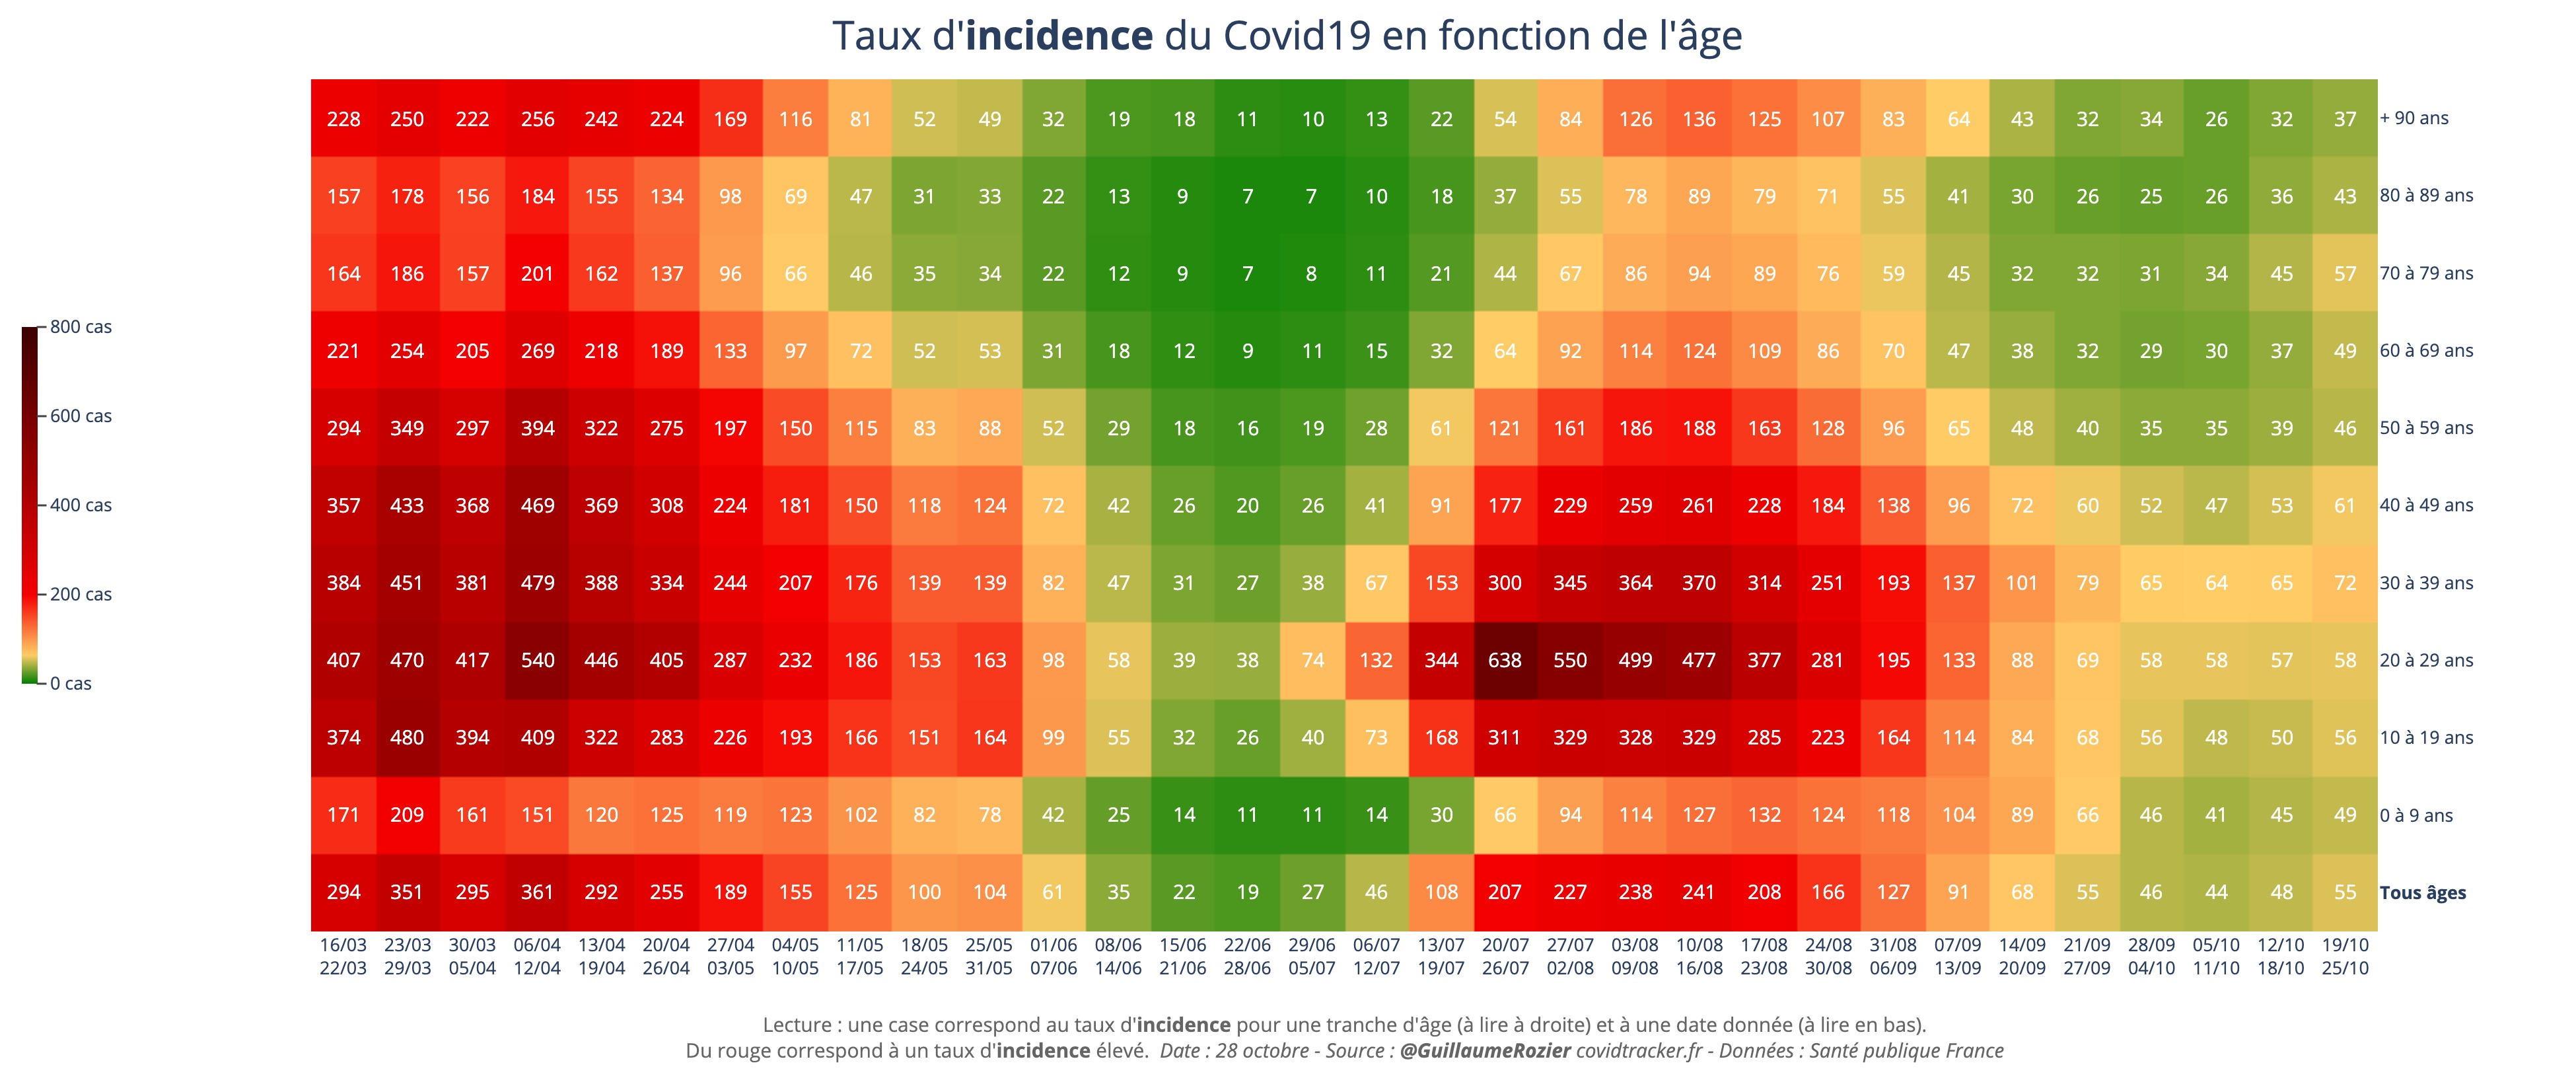 Taux d'incidence du Covid19 en fonction de l'âge
228 250 222 256 242 224 169 116 81 52 49 32 19 18 11 10 13 22 54 84 126 136 125 107 83 64 43 32 34 26 32 37 + 90 ans
157 178 156 184 155 134 98 69 47 31 33 22 13 9 7 7 10 18 37 55 78 89 79 71 55 41 30 26 25 26 36 43 80 à 89 ans
164 186 157 201 162 137 96 66 46 35 34 22 12 9 7 8 11 21 44 67 86 94 89 76 59 45 32 32 31 34 45 57 70 à 79 ans
800 cas
221 254 205 269 218 189 133 97 72 52 53 31 18 12 9 11 15 32 64 92 114 124 109 86 70 47 38 32 29 30 37 49 60 à 69 ans
600 cas
294 349 297 394 322 275 197 150 115 83 88 52 29 18 16 19 28 61 121 161 186 188 163 128 96 65 48 40 35 35 39 46 50 à 59 ans
400 cas
357 433 368 469 369 308 224 181 150 118 124 72 42 26 20 26 41 91 177 229 259 261 228 184 138 96 72 60 52 47 53 61 40 à 49 ans
200 cas
384 451 381 479 388 334 244 207 176 139 139 82 47 31 27 38 67 153 300 345 364 370 314 251 193 137 101 79 65 64 65 72 30 à 39 ans
0 cas
407 470 417 540 446 405 287 232 186 153 163 98 58 39 38 74 132 344 638 550 499 477 377 281 195 133 88 69 58 58 57 58 20 à 29 ans
374 480 394 409 322 283 226 193 166 151 164 99 55 32 26 40 73 168 311 329 328 329 285 223 164 114 84 68 56 48 50 56 10 à 19 ans
171 209 161 151 120 125 119 123 102 82 78 42 25 14 11 11 14 30 66 94 114 127 132 124 118 104 89 66 46 41 45 49 0 à 9 ans
294 351 295 361 292 255 189 155 125 100 104 61 35 22 19 27 46 108 207 227 238 241 208 166 127 91 68 55 46 44 48 55 Tous âges
16/03 23/03 30/03 06/04 13/04 20/04 27/04 04/05 11/05 18/05 25/05 01/06 08/06 15/06 22/06 29/06 06/07 13/07 20/07 27/07 03/08 10/08 17/08 24/08 31/08 07/09 14/09 21/09 28/09 05/10 12/10 19/10
22/03 29/03 05/04 12/04 19/04 26/04 03/05 10/05 17/05 24/05 31/05 07/06 14/06 21/06 28/06 05/07 12/07 19/07 26/07 02/08 09/08 16/08 23/08 30/08 06/09 13/09 20/09 27/09 04/10 11/10 18/10 25/10
Lecture : une case correspond au taux d'incidence pour une tranche d'âge (à lire à droite) et à une date donnée (à lire en bas).
Du rouge correspond à un taux d'incidence élevé. Date : 28 octobre - Source : @GuillaumeRozier covidtracker.fr - Données : Santé publique France